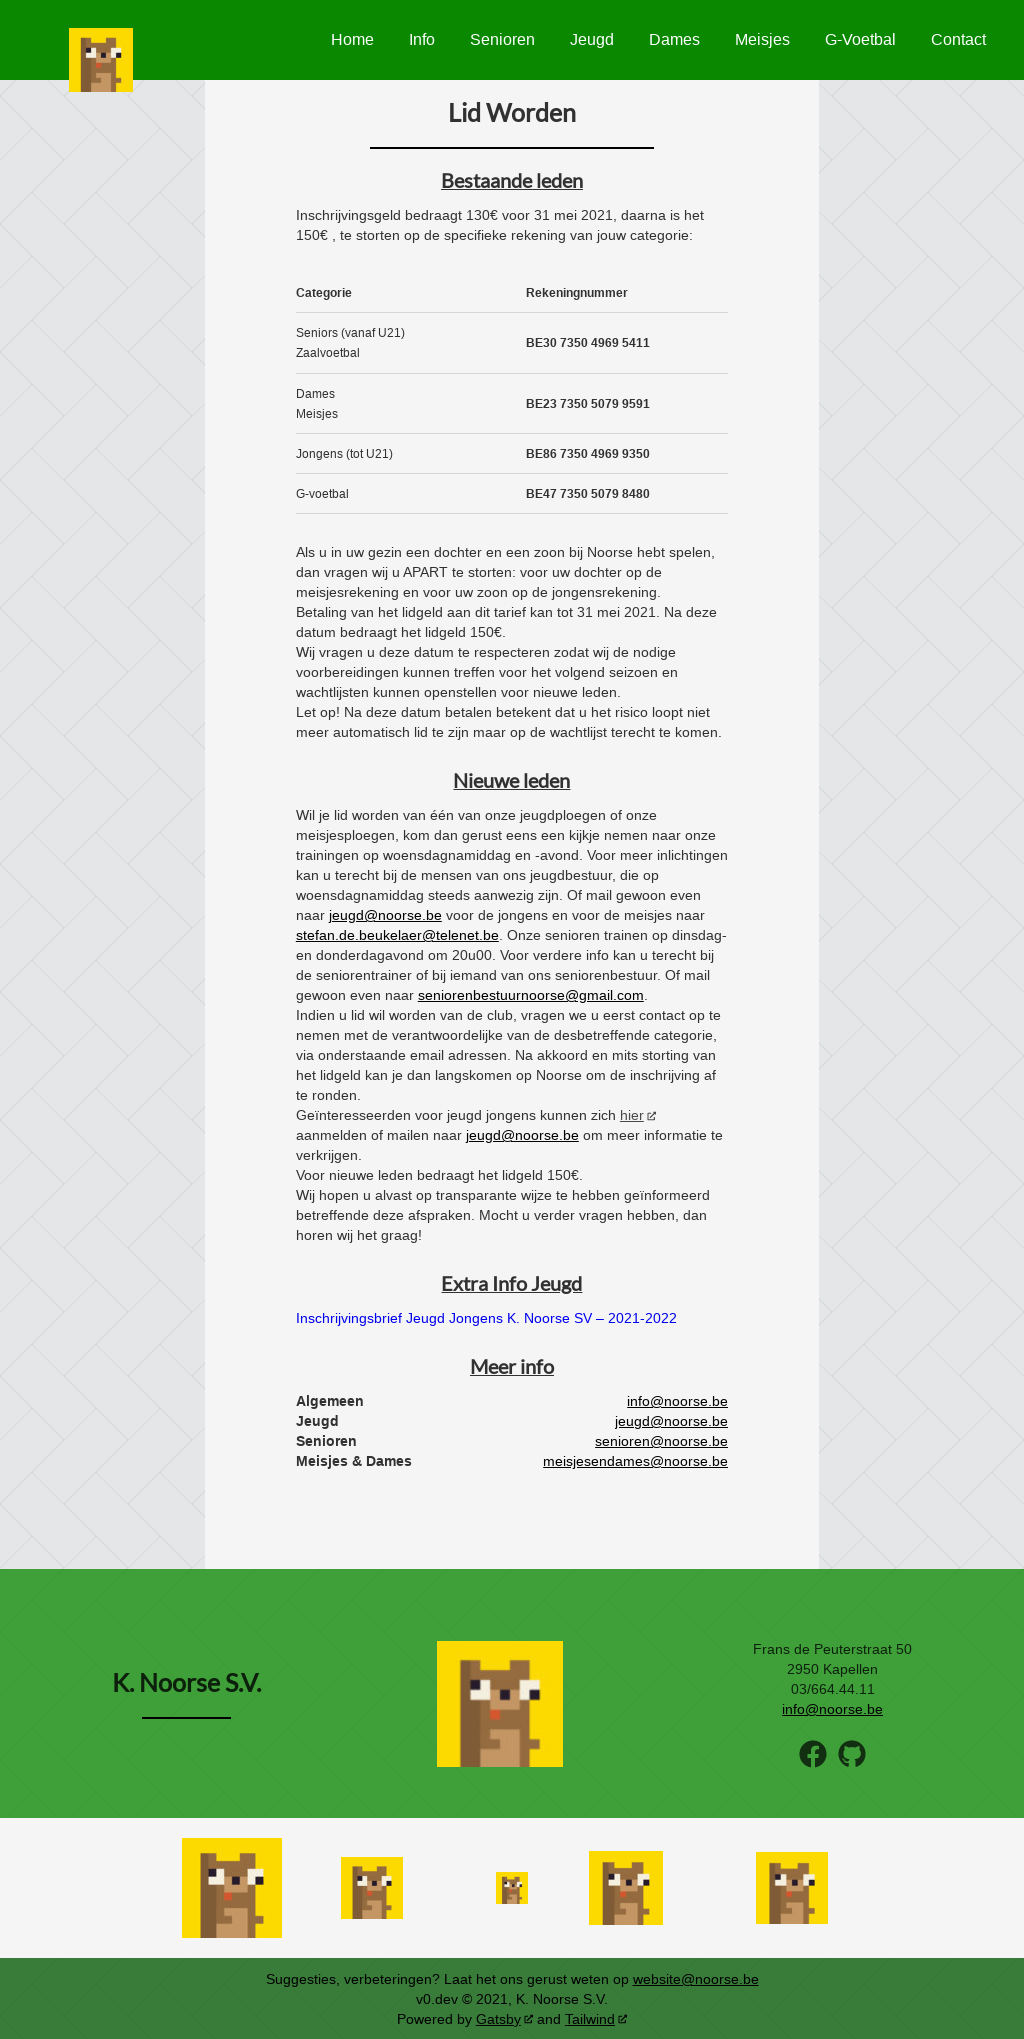 Home Info Senioren Jeugd Dames Meisjes G-Voetbal Contact
Lid Worden
Bestaande leden
Inschrijvingsgeld bedraagt 130€ voor 31 mei 2021, daarna is het
150€ , te storten op de specifieke rekening van jouw categorie:
Categorie Rekeningnummer
Seniors (vanaf U21)
Zaalvoetbal
BE30 7350 4969 5411
Dames
Meisjes
BE23 7350 5079 9591
Jongens (tot U21) BE86 7350 4969 9350
G-voetbal BE47 7350 5079 8480
Als u in uw gezin een dochter en een zoon bij Noorse hebt spelen,
dan vragen wij u APART te storten: voor uw dochter op de
meisjesrekening en voor uw zoon op de jongensrekening.
Betaling van het lidgeld aan dit tarief kan tot 31 mei 2021. Na deze
datum bedraagt het lidgeld 150€.
Wij vragen u deze datum te respecteren zodat wij de nodige
voorbereidingen kunnen treffen voor het volgend seizoen en
wachtlijsten kunnen openstellen voor nieuwe leden.
Let op! Na deze datum betalen betekent dat u het risico loopt niet
meer automatisch lid te zijn maar op de wachtlijst terecht te komen.
Nieuwe leden
Wil je lid worden van één van onze jeugdploegen of onze
meisjesploegen, kom dan gerust eens een kijkje nemen naar onze
trainingen op woensdagnamiddag en -avond. Voor meer inlichtingen
kan u terecht bij de mensen van ons jeugdbestuur, die op
woensdagnamiddag steeds aanwezig zijn. Of mail gewoon even
naar jeugd@noorse.be voor de jongens en voor de meisjes naar
stefan.de.beukelaer@telenet.be. Onze senioren trainen op dinsdag-
en donderdagavond om 20u00. Voor verdere info kan u terecht bij
de seniorentrainer of bij iemand van ons seniorenbestuur. Of mail
gewoon even naar seniorenbestuurnoorse@gmail.com.
Indien u lid wil worden van de club, vragen we u eerst contact op te
nemen met de verantwoordelijke van de desbetreffende categorie,
via onderstaande email adressen. Na akkoord en mits storting van
het lidgeld kan je dan langskomen op Noorse om de inschrijving af
te ronden.
Geïnteresseerden voor jeugd jongens kunnen zich hier
aanmelden of mailen naar jeugd@noorse.be om meer informatie te
verkrijgen.
Voor nieuwe leden bedraagt het lidgeld 150€.
Wij hopen u alvast op transparante wijze te hebben geïnformeerd
betreffende deze afspraken. Mocht u verder vragen hebben, dan
horen wij het graag!
Extra Info Jeugd
Inschrijvingsbrief Jeugd Jongens K. Noorse SV – 2021-2022
Meer info
Algemeen info@noorse.be
Jeugd jeugd@noorse.be
Senioren senioren@noorse.be
Meisjes & Dames meisjesendames@noorse.be
K. Noorse S.V.
Frans de Peuterstraat 50
2950 Kapellen
03/664.44.11
info@noorse.be
Suggesties, verbeteringen? Laat het ons gerust weten op website@noorse.be
v0.dev © 2021, K. Noorse S.V.
Powered by Gatsby and Tailwind